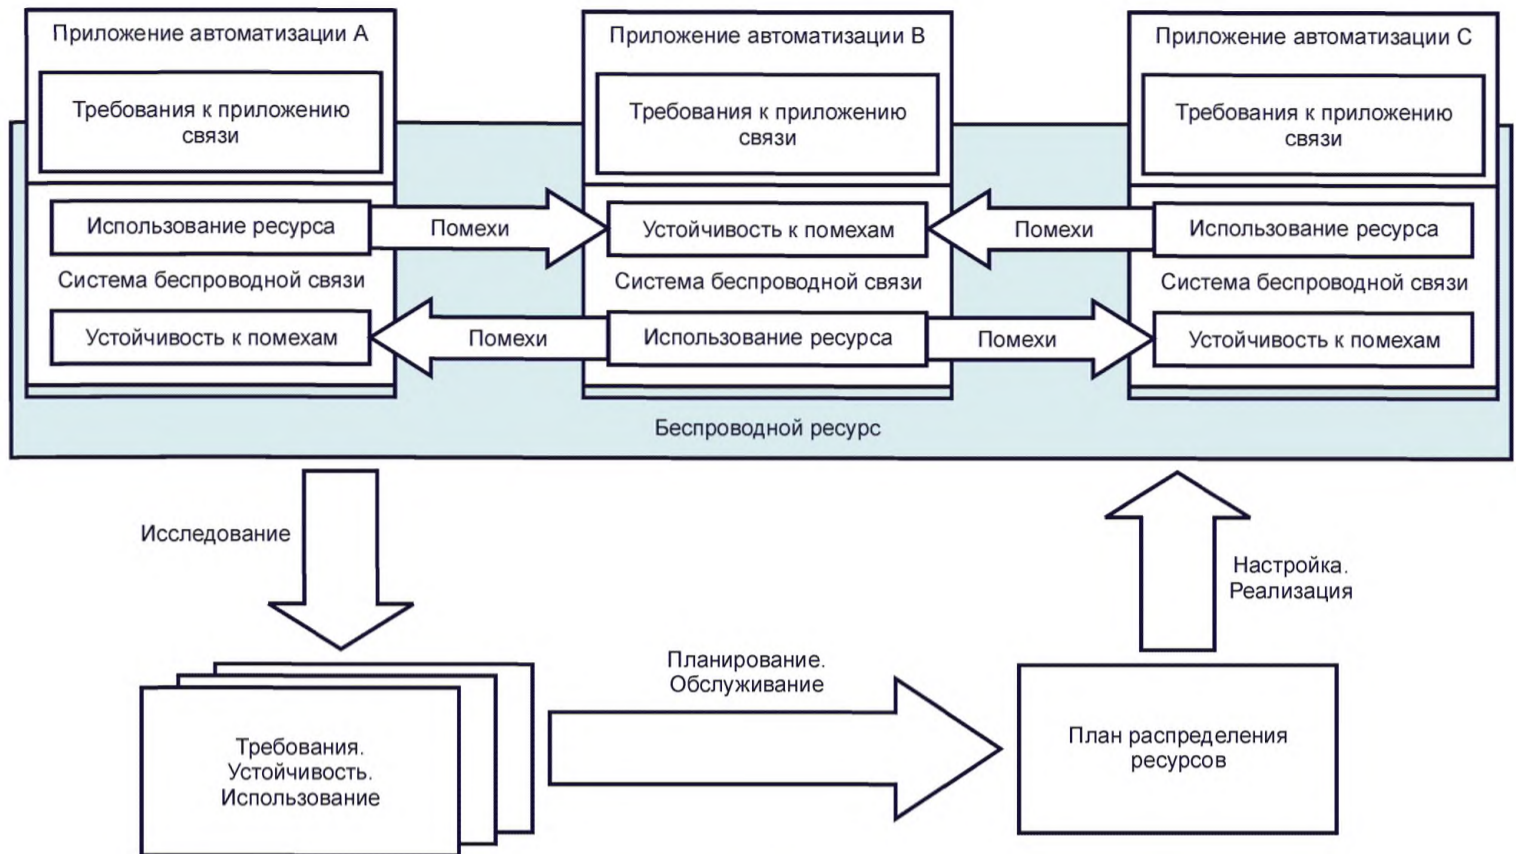 Приложение автоматизации А
Требования к приложению
связи
Использование ресурса
Система беспроводной связи
Устойчивость к помехам
Помехи
Помехи
Приложение автоматизации В
Требования к приложению
связи
Устойчивость к помехам
Система беспроводной связи
Использование ресурса
Помехи
Помехи
Приложение автоматизации С
Требования к приложению
связи
Использование ресурса
Система беспроводной связи
Устойчивость к помехам
Беспроводной ресурс
Исследование
Требования.
Устойчивость.
Использование
Планирование.
Обслуживание
План распределения
ресурсов
Настройка.
Реализация